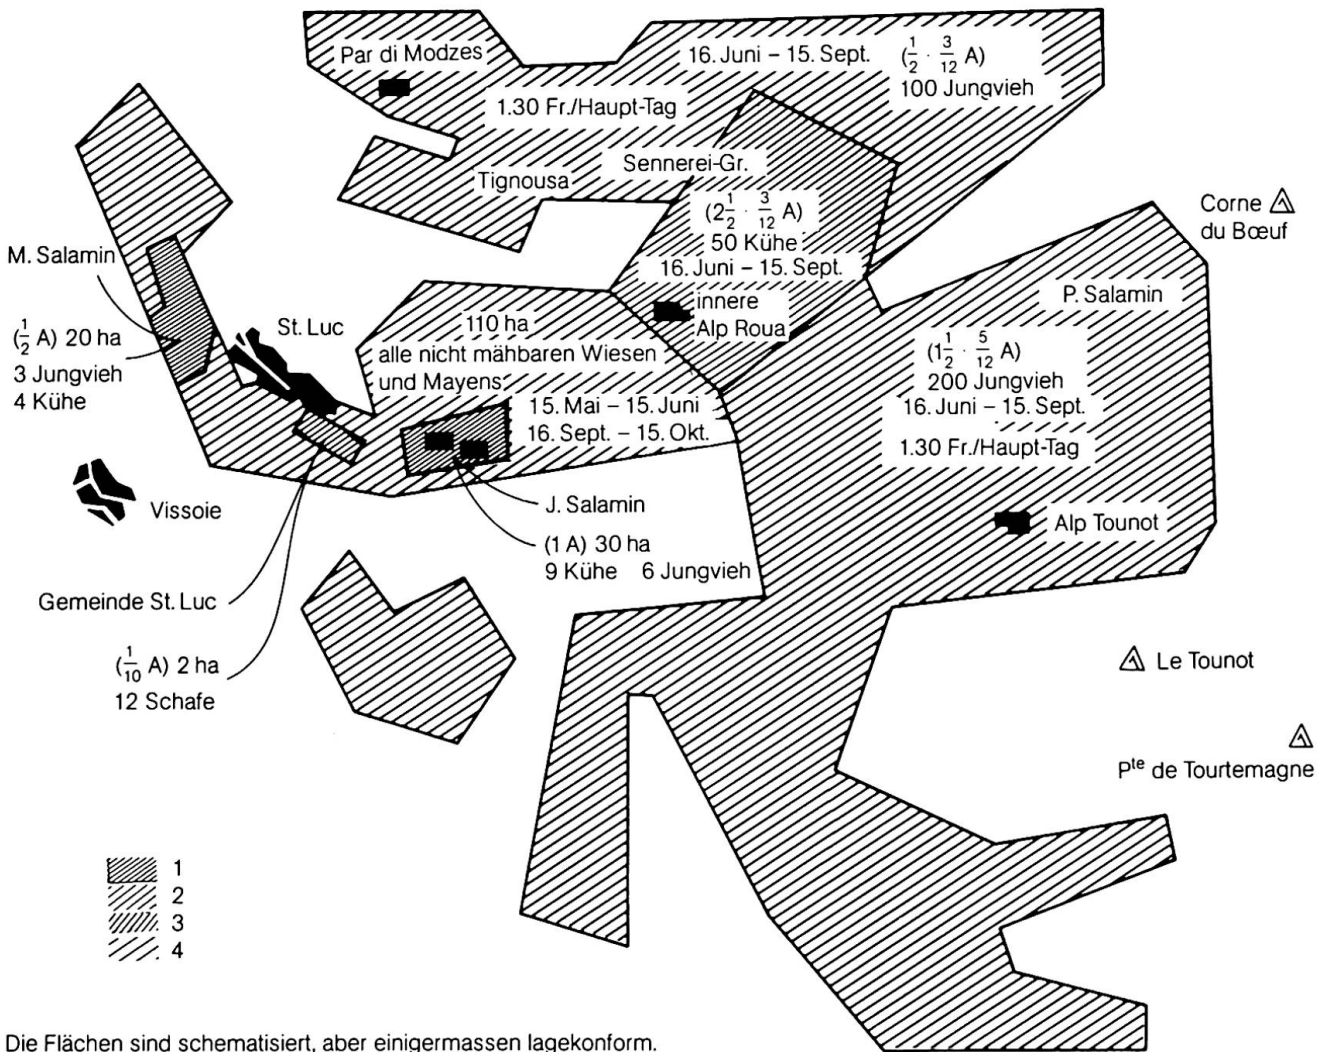 Par di Modzes
16. Juni – 15. Sept. (1/2 · 3/12 A)
100 Jungvieh
1.30 Fr./Haupt-Tag
Sennerei-Gr.
Tignousa
(2 1/2 · 3/12 A)
50 Kühe
16. Juni – 15. Sept.
innere
Alp Roua
Corne
du Bœuf
P. Salamin
(1 1/2 · 5/12 A)
200 Jungvieh
16. Juni – 15. Sept.
1.30 Fr./Haupt-Tag
Alp Tounot
M. Salamin
(1/2 A) 20 ha
3 Jungvieh
4 Kühe
St. Luc
110 ha
alle nicht mähbaren Wiesen
und Mayens
15. Mai – 15. Juni
16. Sept. – 15. Okt.
Vissoie
J. Salamin
(1 A) 30 ha
9 Kühe 6 Jungvieh
Gemeinde St. Luc
(1/10 A) 2 ha
12 Schafe
Le Tounot
Pte de Tourtemagne
1
2
3
4
Die Flächen sind schematisiert, aber einigermassen lagekonform.